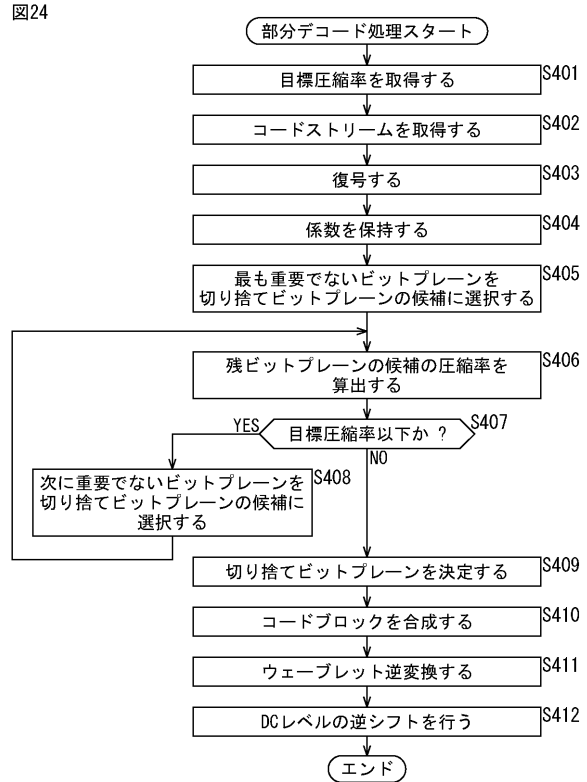 図24
部分デコード処理スタート
目標圧縮率を取得する
S401
コードストリームを取得する
S402
復号する
S403
係数を保持する
S404
最も重要でないビットプレーンを
切り捨てビットプレーンの候補に選択する
S405
残ビットプレーンの候補の圧縮率を
算出する
S406
目標圧縮率以下か ?
S407
YES
NO
次に重要でないビットプレーンを
切り捨てビットプレーンの候補に
選択する
S408
切り捨てビットプレーンを決定する
S409
コードブロックを合成する
S410
ウェーブレット逆変換する
S411
DCレベルの逆シフトを行う
S412
エンド